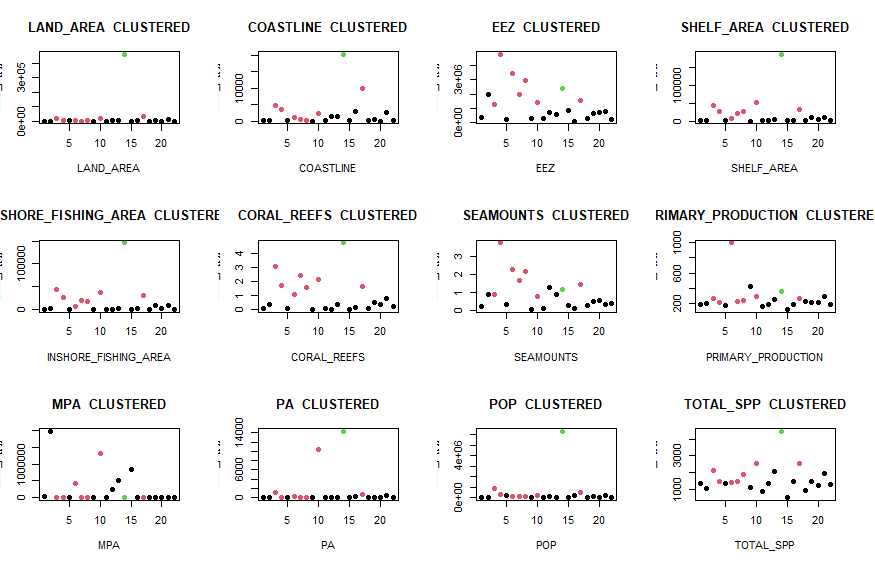 LAND_AREA CLUSTERED
COASTLINE CLUSTERED
EEZ CLUSTERED
SHELF_AREA CLUSTERED
0e+00 3e+05
5 10 15 20
LAND_AREA
0 10000
5 10 15 20
COASTLINE
0e+00 3e+06
5 10 15 20
EEZ
0 100000
5 10 15 20
SHELF_AREA
SHORE_FISHING_AREA CLUSTERE
CORAL_REEFS CLUSTERED
SEAMOUNTS CLUSTERED
RIMARY_PRODUCTION CLUSTERE
0 100000
5 10 15 20
INSHORE_FISHING_AREA
0 1 2 3 4
5 10 15 20
CORAL_REEFS
0 1 2 3
5 10 15 20
SEAMOUNTS
200 600 1000
5 10 15 20
PRIMARY_PRODUCTION
MPA CLUSTERED
PA CLUSTERED
POP CLUSTERED
TOTAL_SPP CLUSTERED
0 1000000
5 10 15 20
MPA
0 6000 14000
5 10 15 20
PA
0e+00 4e+06
5 10 15 20
POP
1000 3000
5 10 15 20
TOTAL_SPP